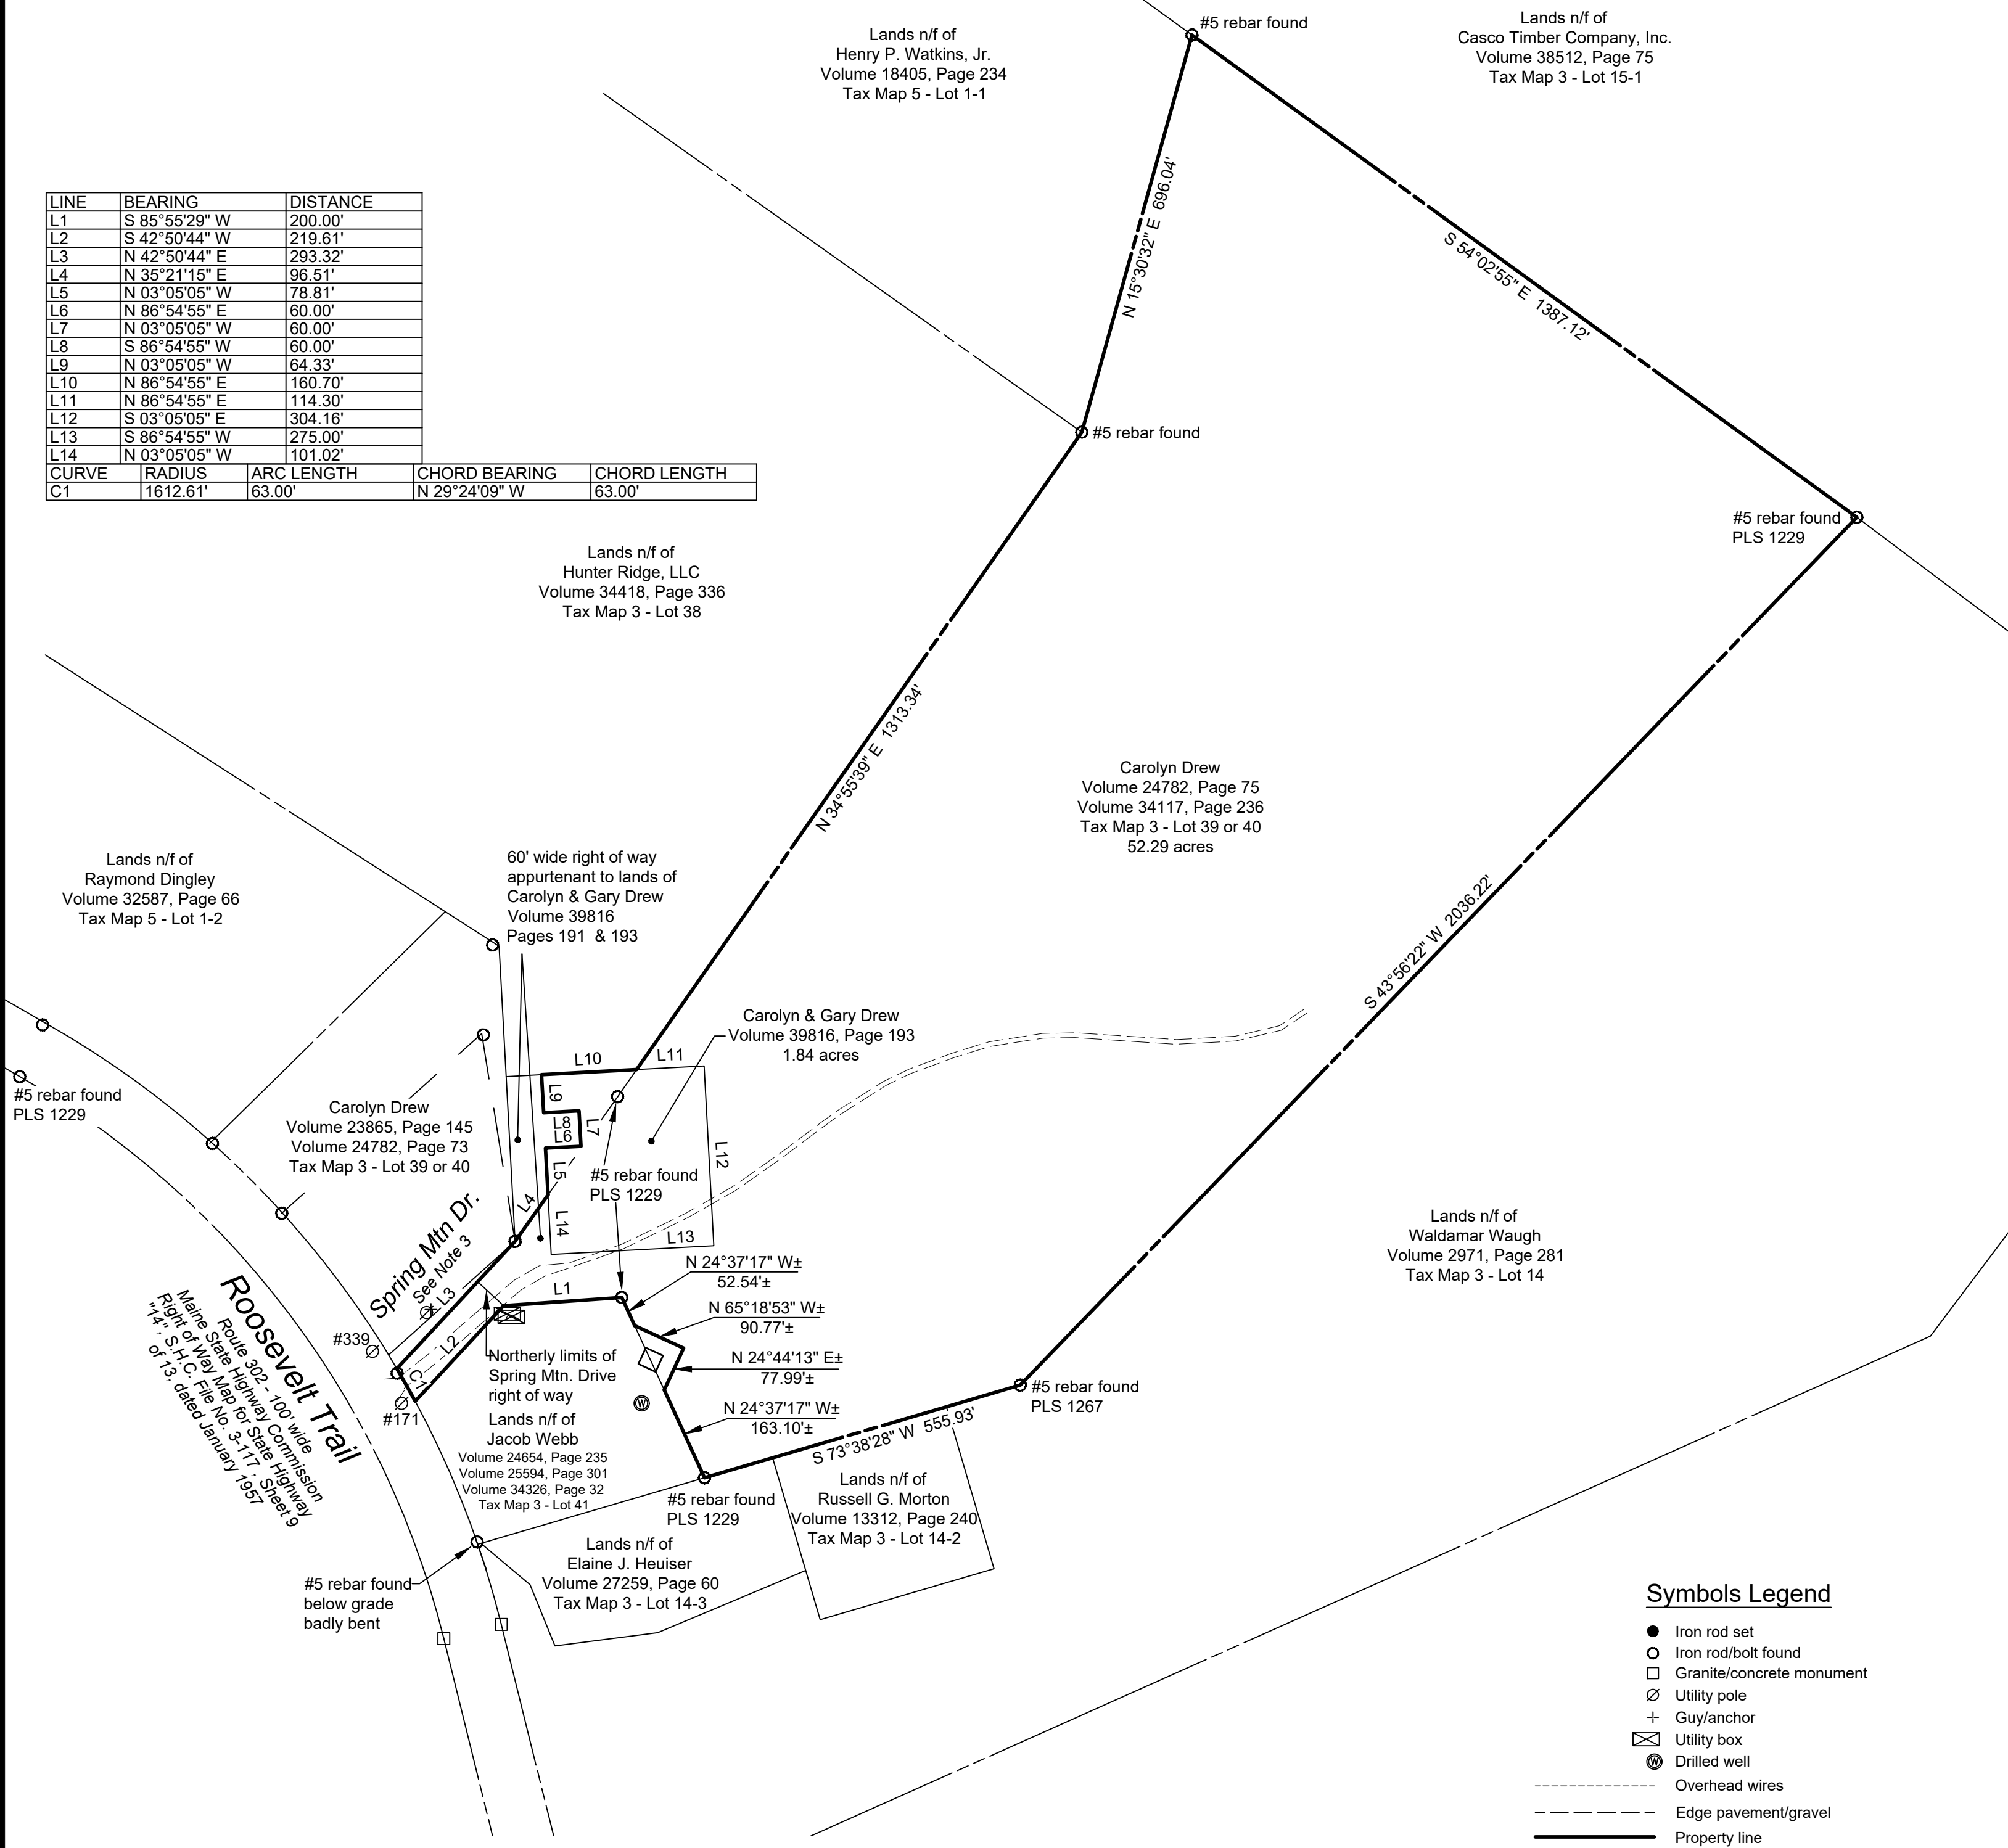 #5 rebar found
Lands n/f of
Henry P. Watkins, Jr.
Volume 18405, Page 234
Tax Map 5 - Lot 1-1
Lands n/f of
Casco Timber Company, Inc.
Volume 38512, Page 75
Tax Map 3 - Lot 15-1
N 15°30'32" E 696.04'
S 54°02'55" E 1387.12'
LINE BEARING DISTANCE
L1 S 85°55'29" W 200.00'
L2 S 42°50'44" W 219.61'
L3 N 42°50'44" E 293.32'
L4 N 35°21'15" E 96.51'
L5 N 03°05'05" W 78.81'
L6 N 86°54'55" E 60.00'
L7 N 03°05'05" W 60.00'
L8 S 86°54'55" W 60.00'
L9 N 03°05'05" W 64.33'
L10 N 86°54'55" E 160.70'
L11 N 86°54'55" E 114.30'
L12 S 03°05'05" E 304.16'
L13 S 86°54'55" W 275.00'
L14 N 03°05'05" W 101.02'
CURVE RADIUS ARC LENGTH CHORD BEARING CHORD LENGTH
C1 1612.61' 63.00' N 29°24'09" W 63.00'
#5 rebar found
#5 rebar found
PLS 1229
Lands n/f of
Hunter Ridge, LLC
Volume 34418, Page 336
Tax Map 3 - Lot 38
N 34°55'39" E 1313.34'
Carolyn Drew
Volume 24782, Page 75
Volume 34117, Page 236
Tax Map 3 - Lot 39 or 40
52.29 acres
S 43°56'22" W 2036.22'
Lands n/f of
Raymond Dingley
Volume 32587, Page 66
Tax Map 5 - Lot 1-2
60' wide right of way
appurtenant to lands of
Carolyn & Gary Drew
Volume 39816
Pages 191 & 193
Carolyn & Gary Drew
Volume 39816, Page 193
1.84 acres
L10
L11
L9
L8
L6
L7
L5
L12
L4
L14
L13
#5 rebar found
PLS 1229
#5 rebar found
PLS 1229
Carolyn Drew
Volume 23865, Page 145
Volume 24782, Page 73
Tax Map 3 - Lot 39 or 40
Spring Mtn Dr.
See Note 3
L3
L1
L2
C1
#339
#171
N 24°37'17" W±
52.54'±
N 65°18'53" W±
90.77'±
N 24°44'13" E±
77.99'±
N 24°37'17" W±
163.10'±
W
Northerly limits of
Spring Mtn. Drive
right of way
Lands n/f of
Jacob Webb
Volume 24654, Page 235
Volume 25594, Page 301
Volume 34326, Page 32
Tax Map 3 - Lot 41
Roosevelt Trail
Route 302 - 100' wide
Maine State Highway Commission
Right of Way Map for State Highway
"14", S.H.C. File No. 3-117, Sheet 9
of 13, dated January 1957
Lands n/f of
Waldamar Waugh
Volume 2971, Page 281
Tax Map 3 - Lot 14
#5 rebar found
PLS 1267
S 73°38'28" W 555.93'
Lands n/f of
Russell G. Morton
Volume 13312, Page 240
Tax Map 3 - Lot 14-2
#5 rebar found
PLS 1229
Lands n/f of
Elaine J. Heuiser
Volume 27259, Page 60
Tax Map 3 - Lot 14-3
#5 rebar found
below grade
badly bent
Symbols Legend
Iron rod set
Iron rod/bolt found
Granite/concrete monument
Utility pole
Guy/anchor
Utility box
W Drilled well
Overhead wires
Edge pavement/gravel
Property line